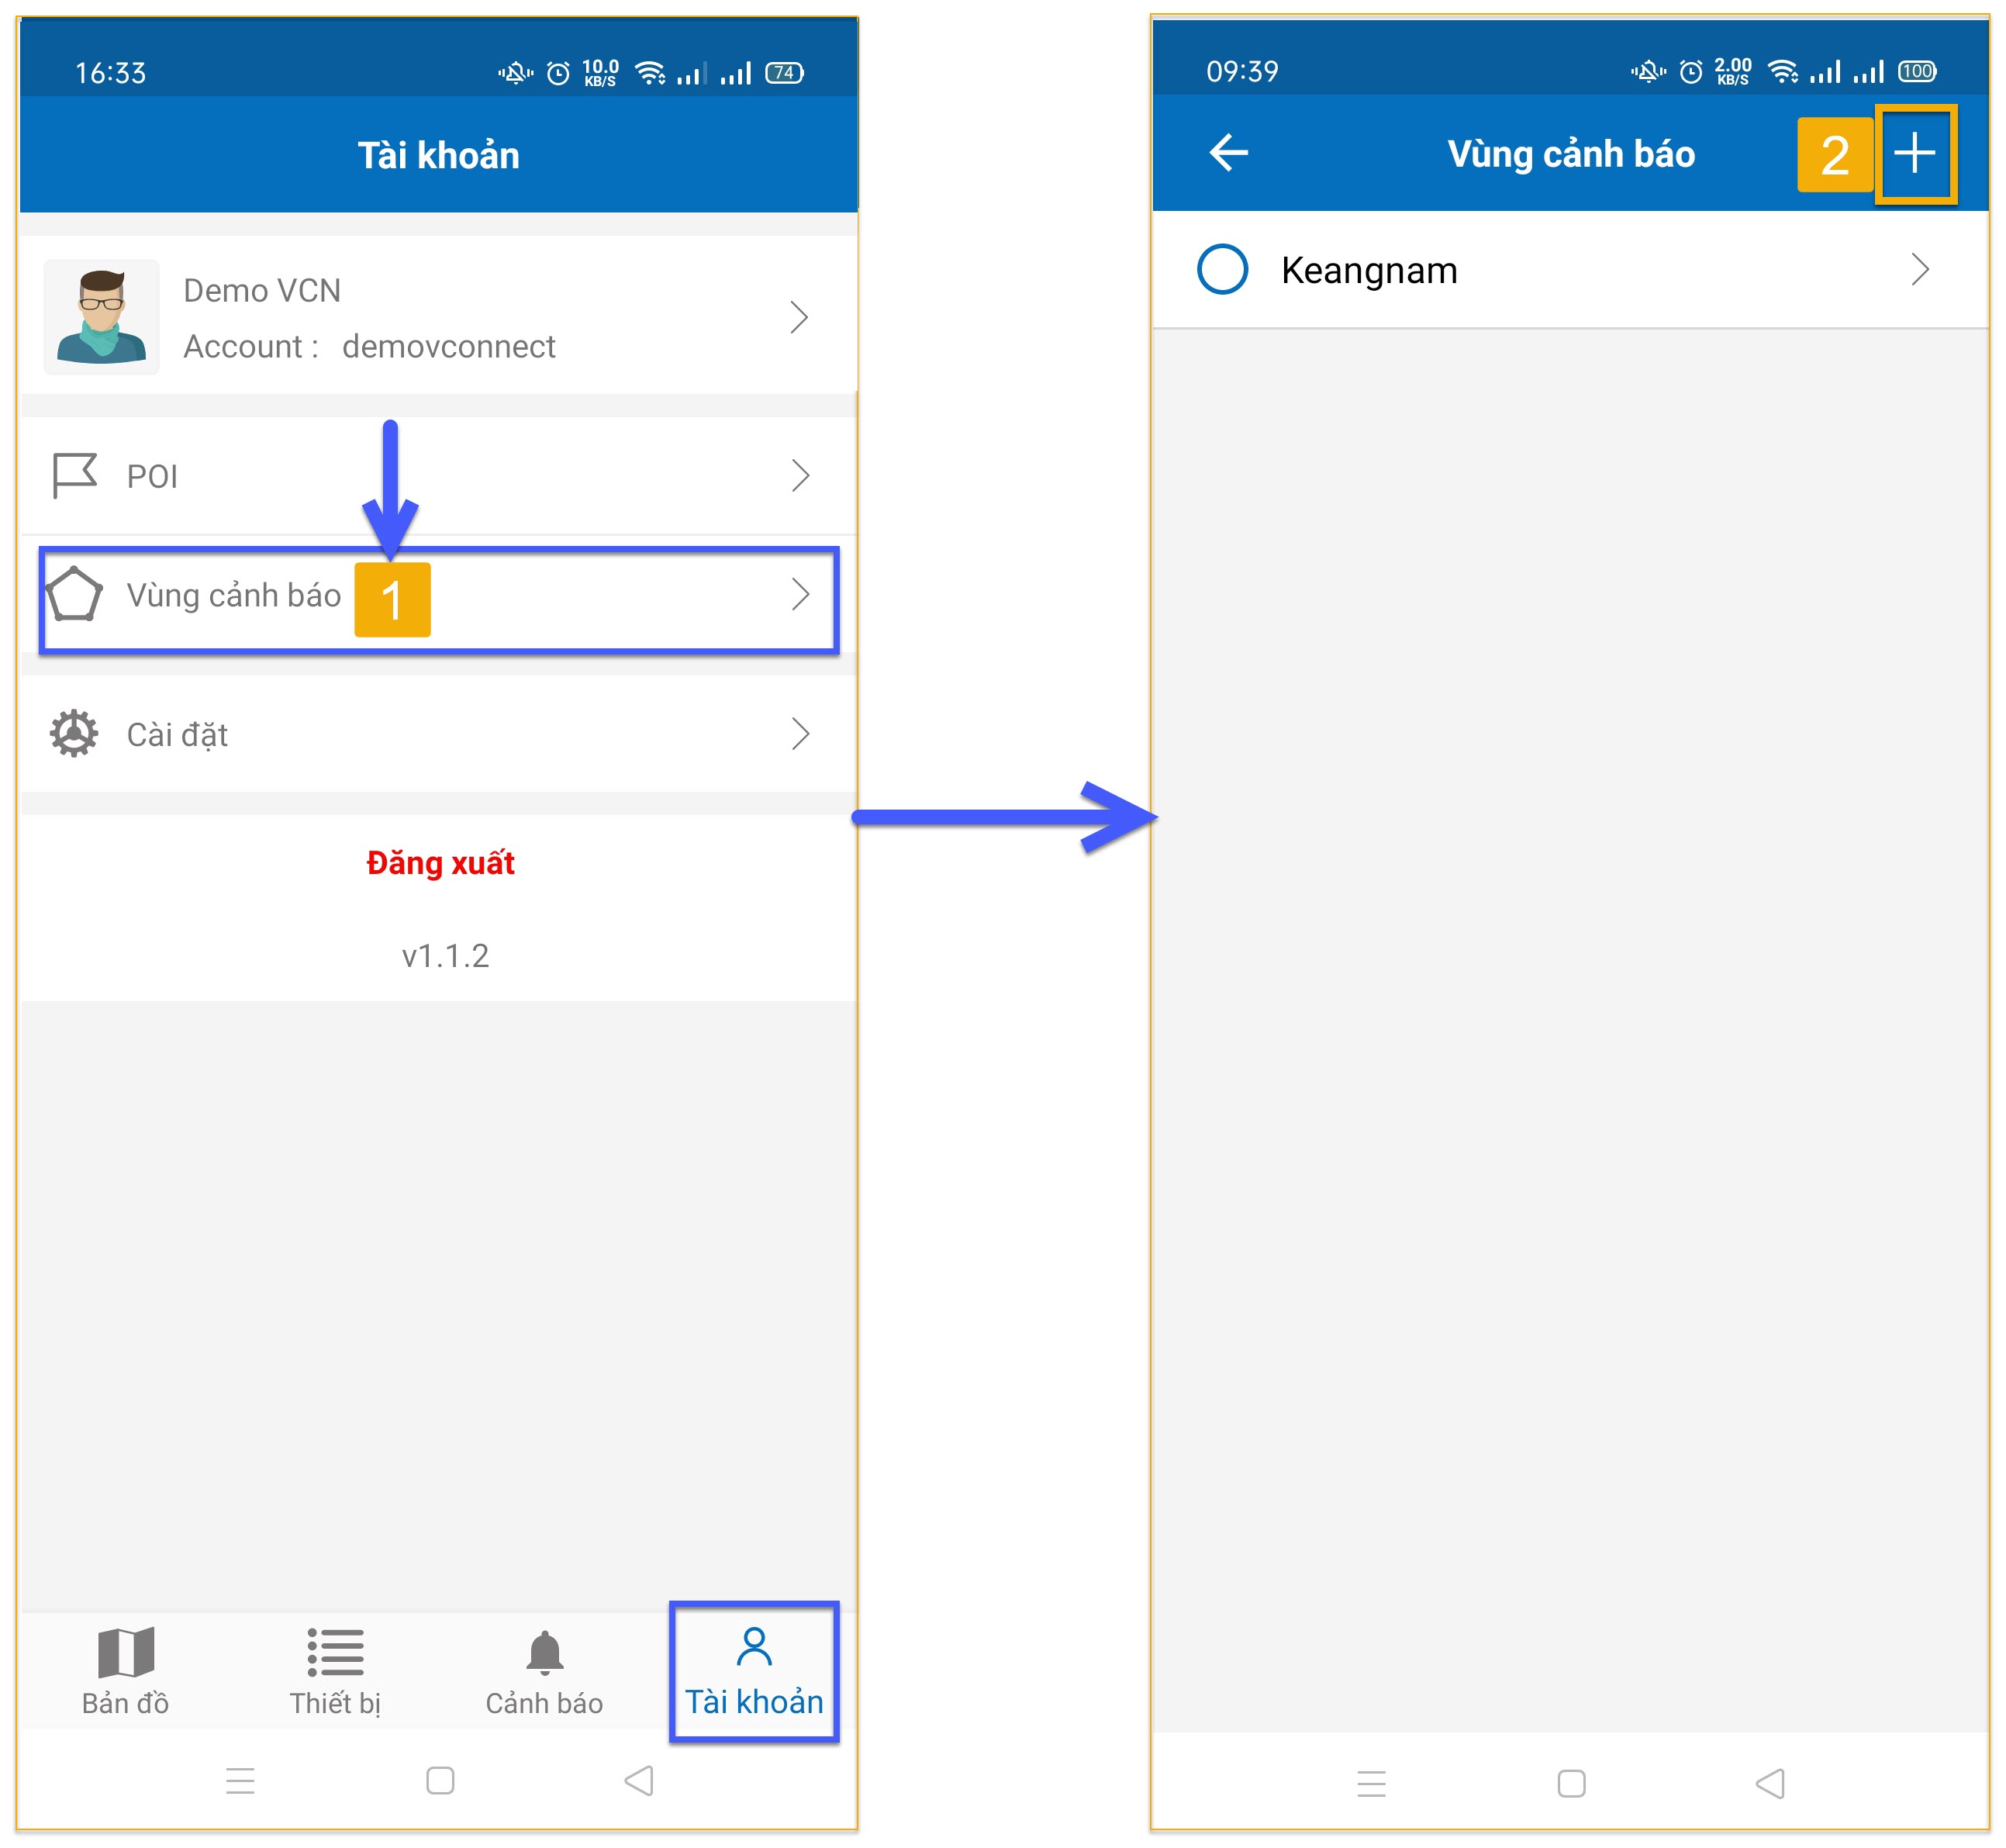 16:33
10.0
KB/S
74
Tài khoản
Demo VCN
Account : demovconnect
POI
Vùng cảnh báo
1
Cài đặt
Đăng xuất
v1.1.2
Bản đồ
Thiết bị
Cảnh báo
Tài khoản
09:39
2.00
KB/S
100
Vùng cảnh báo
2
Keangnam